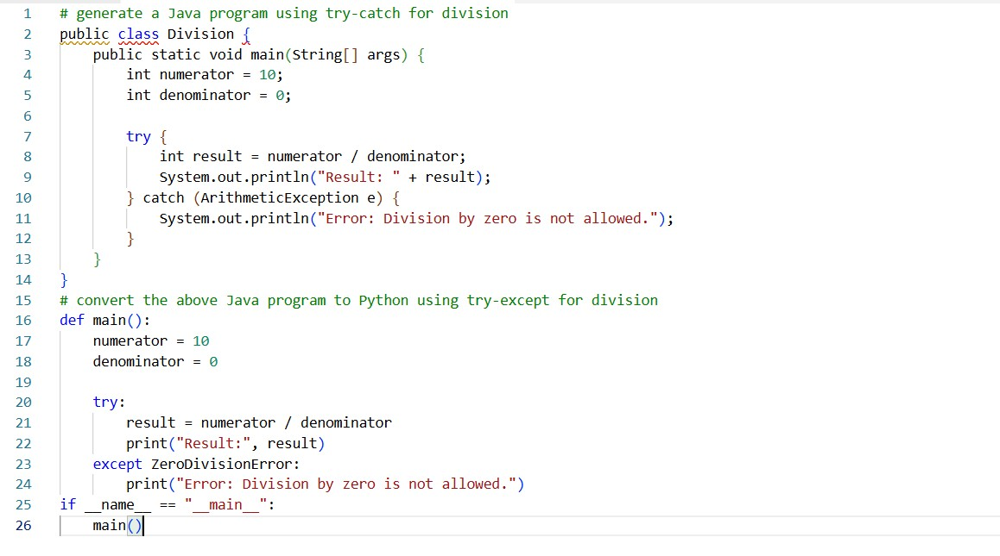 1 # generate a Java program using try-catch for division
2 public class Division {
3     public static void main(String[] args) {
4         int numerator = 10;
5         int denominator = 0;
6
7         try {
8             int result = numerator / denominator;
9             System.out.println("Result: " + result);
10         } catch (ArithmeticException e) {
11             System.out.println("Error: Division by zero is not allowed.");
12         }
13     }
14 }
15 # convert the above Java program to Python using try-except for division
16 def main():
17     numerator = 10
18     denominator = 0
19
20     try:
21         result = numerator / denominator
22         print("Result:", result)
23     except ZeroDivisionError:
24         print("Error: Division by zero is not allowed.")
25 if __name__ == "__main__":
26     main()